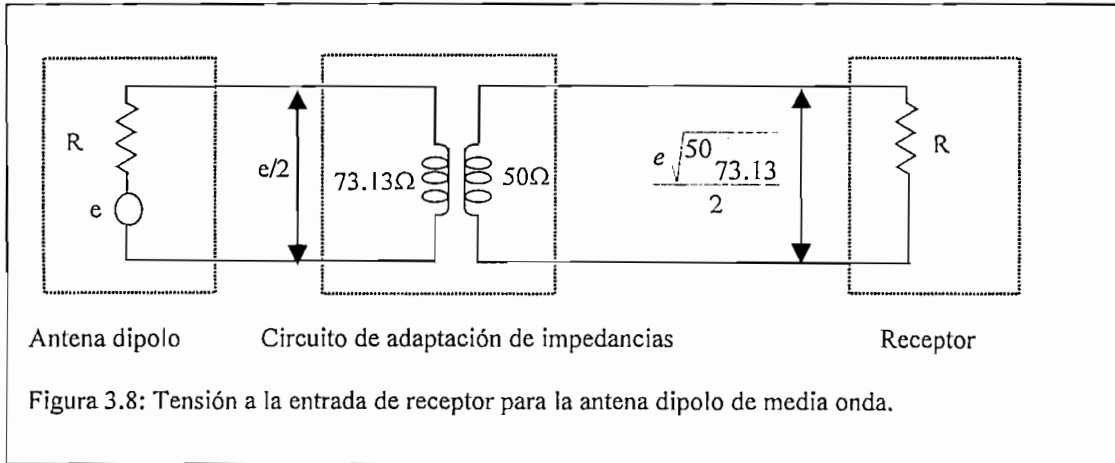 R
e
e/2
73.13Ω
50Ω
e√50 73.13
2
R
Antena dipolo
Circuito de adaptación de impedancias
Receptor
Figura 3.8: Tensión a la entrada de receptor para la antena dipolo de media onda.